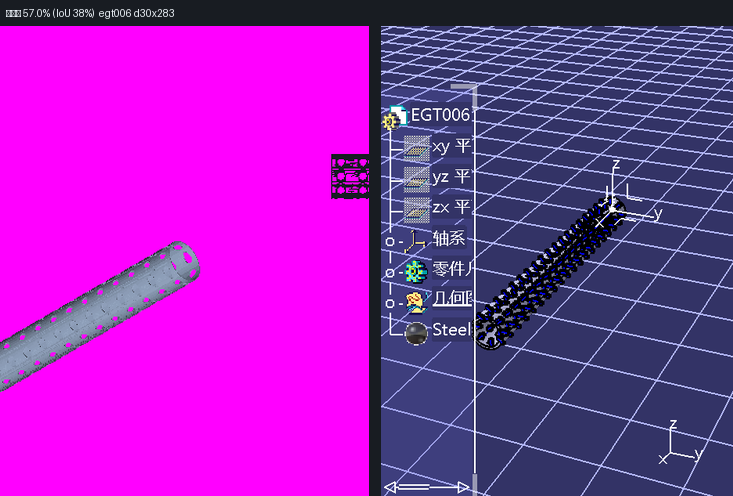 57.0% (IoU 38%) egt006 d30x283
EGT006
xy 平
yz 平
zx 平
轴系
零件
几何
Steel
z
y
x
z
y
x